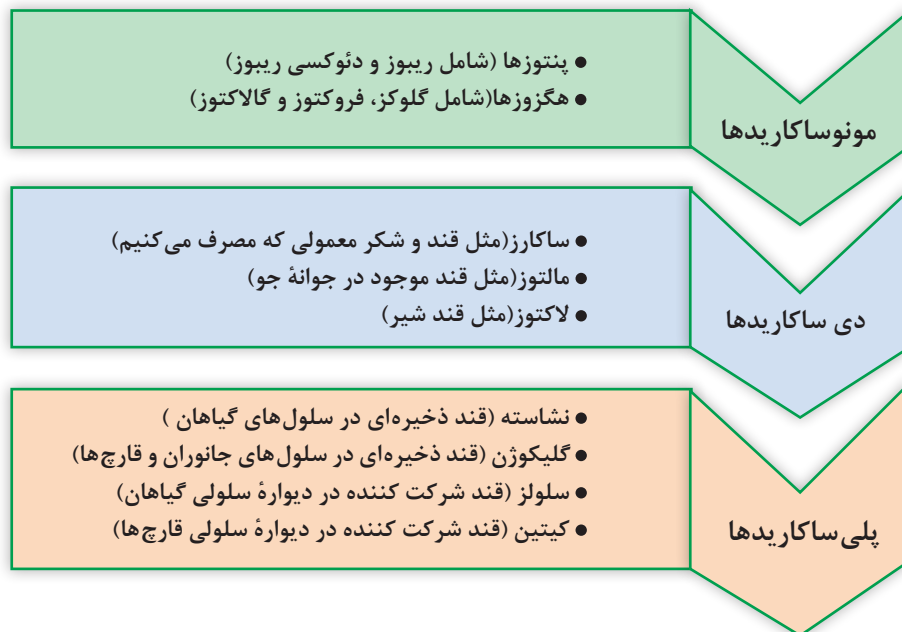 مونوساکاریدها
● پنتوزها (شامل ریبوز و دئوکسی ریبوز)
● هگزوزها(شامل گلوکز، فروکتوز و گالاکتوز)
دی ساکاریدها
● ساکارز(مثل قند و شکر معمولی که مصرف می‌کنیم)
● مالتوز(مثل قند موجود در جوانهٔ جو)
● لاکتوز(مثل قند شیر)
پلی‌ساکاریدها
● نشاسته (قند ذخیره‌ای در سلول‌های گیاهان )
● گلیکوژن (قند ذخیره‌ای در سلول‌های جانوران و قارچ‌ها)
● سلولز (قند شرکت کننده در دیوارهٔ سلولی گیاهان)
● کیتین (قند شرکت کننده در دیوارهٔ سلولی قارچ‌ها)